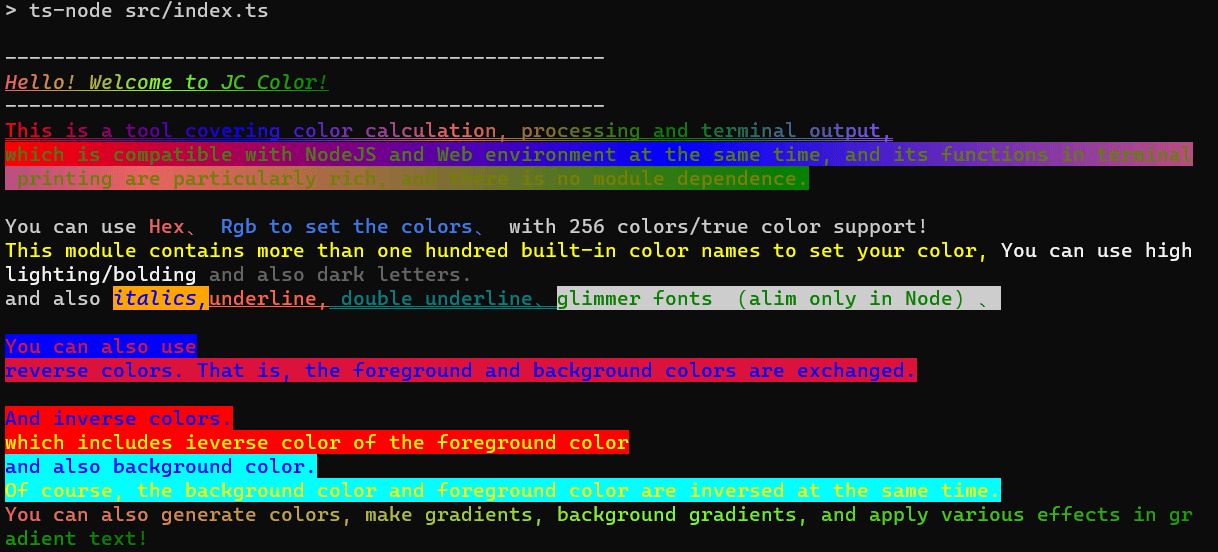 > ts-node src/index.ts
--------------------------------------------------
Hello! Welcome to JC Color!
--------------------------------------------------
This is a tool covering color calculation, processing and terminal output,
which is compatible with NodeJS and Web environment at the same time, and its functions in terminal
 printing are particularly rich, and there is no module dependence.
You can use Hex、 Rgb to set the colors、 with 256 colors/true color support!
This module contains more than one hundred built-in color names to set your color, You can use high
lighting/bolding and also dark letters.
and also italics,underline, double underline、glimmer fonts （alim only in Node）、
You can also use
reverse colors. That is, the foreground and background colors are exchanged.
And inverse colors.
which includes ieverse color of the foreground color
and also background color.
Of course, the background color and foreground color are inversed at the same time.
You can also generate colors, make gradients, background gradients, and apply various effects in gr
adient text!